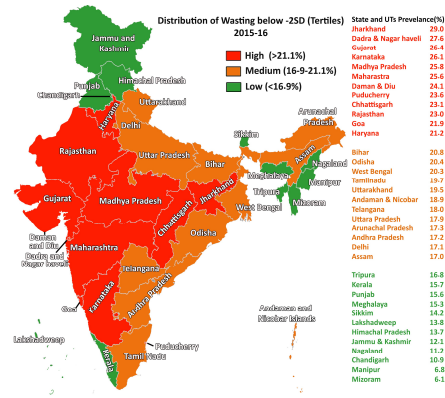 Distribution of Wasting below -2SD (Tertiles)
2015-16
High (>21.1%)
Medium (16-9-21.1%)
Low (<16.9%)
Jammu and
Kashmir
Himachal Pradesh
Punjab
Chandigarh
Uttarakhand
Haryana
Delhi
Arunachal
Pradesh
Sikkim
Rajasthan
Uttar Pradesh
Bihar
Assam
Nagaland
Meghalaya
Manipur
Tripura
Mizoram
Gujarat
Madhya Pradesh
Jharkhand
West Bengal
Chhattisgarh
Daman
and Diu
Dadra and
Nagar haveli
Maharashtra
Odisha
Telangana
Goa
Karnataka
Andhra Pradesh
Andaman and
Nicobar Islands
Lakshadweep
Kerala
Tamil Nadu
Puducherry
State and UTs Prevelance(%)
Jharkhand 29.0
Dadra & Nagar haveli 27.6
Gujarat 26.4
Karnataka 26.1
Madhya Pradesh 25.8
Maharastra 25.6
Daman & Diu 24.1
Puducherry 23.6
Chhattisgarh 23.1
Rajasthan 23.0
Goa 21.9
Haryana 21.2
Bihar 20.8
Odisha 20.4
West Bengal 20.3
Tamilnadu 19.7
Uttarakhand 19.5
Andaman & Nicobar 18.9
Telangana 18.0
Uttara Pradesh 17.9
Arunachal Pradesh 17.3
Andhra Pradesh 17.2
Delhi 17.1
Assam 17.0
Tripura 16.8
Kerala 15.7
Punjab 15.6
Meghalaya 15.3
Sikkim 14.2
Lakshadweep 13.8
Himachal Pradesh 13.7
Jammu & Kashmir 12.1
Nagaland 11.2
Chandigarh 10.9
Manipur 6.8
Mizoram 6.1